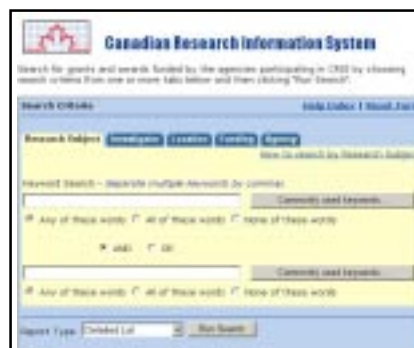 Canadian Research Information System
Search for grants and awards funded by the agencies participating in CRIS by choosing
search criteria from one or more tabs below and then clicking "Run Search".
Search Criteria Help Index
Research Subject Investigator Location Funding Agency
How to search by Research Subject
Keyword Search - Separate multiple keywords by commas
Commonly used keywords
Any of these words All of these words None of these words
AND OR
Commonly used keywords
Any of these words All of these words None of these words
Report Type Detailed List Run Search